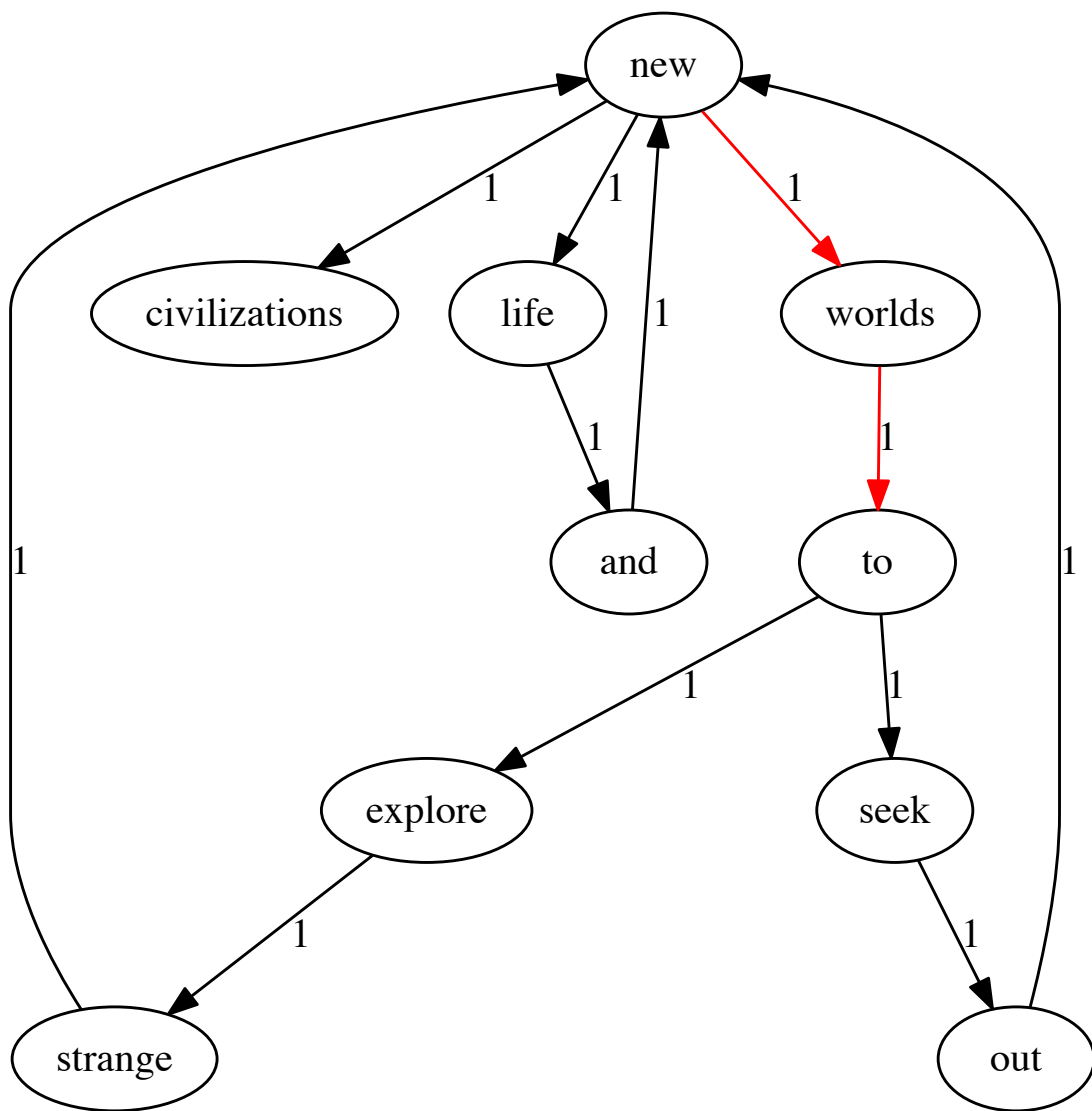 new
1 1 1
civilizations life worlds
1
1 1
and to
1 1
1 1
explore seek
1 1
strange out